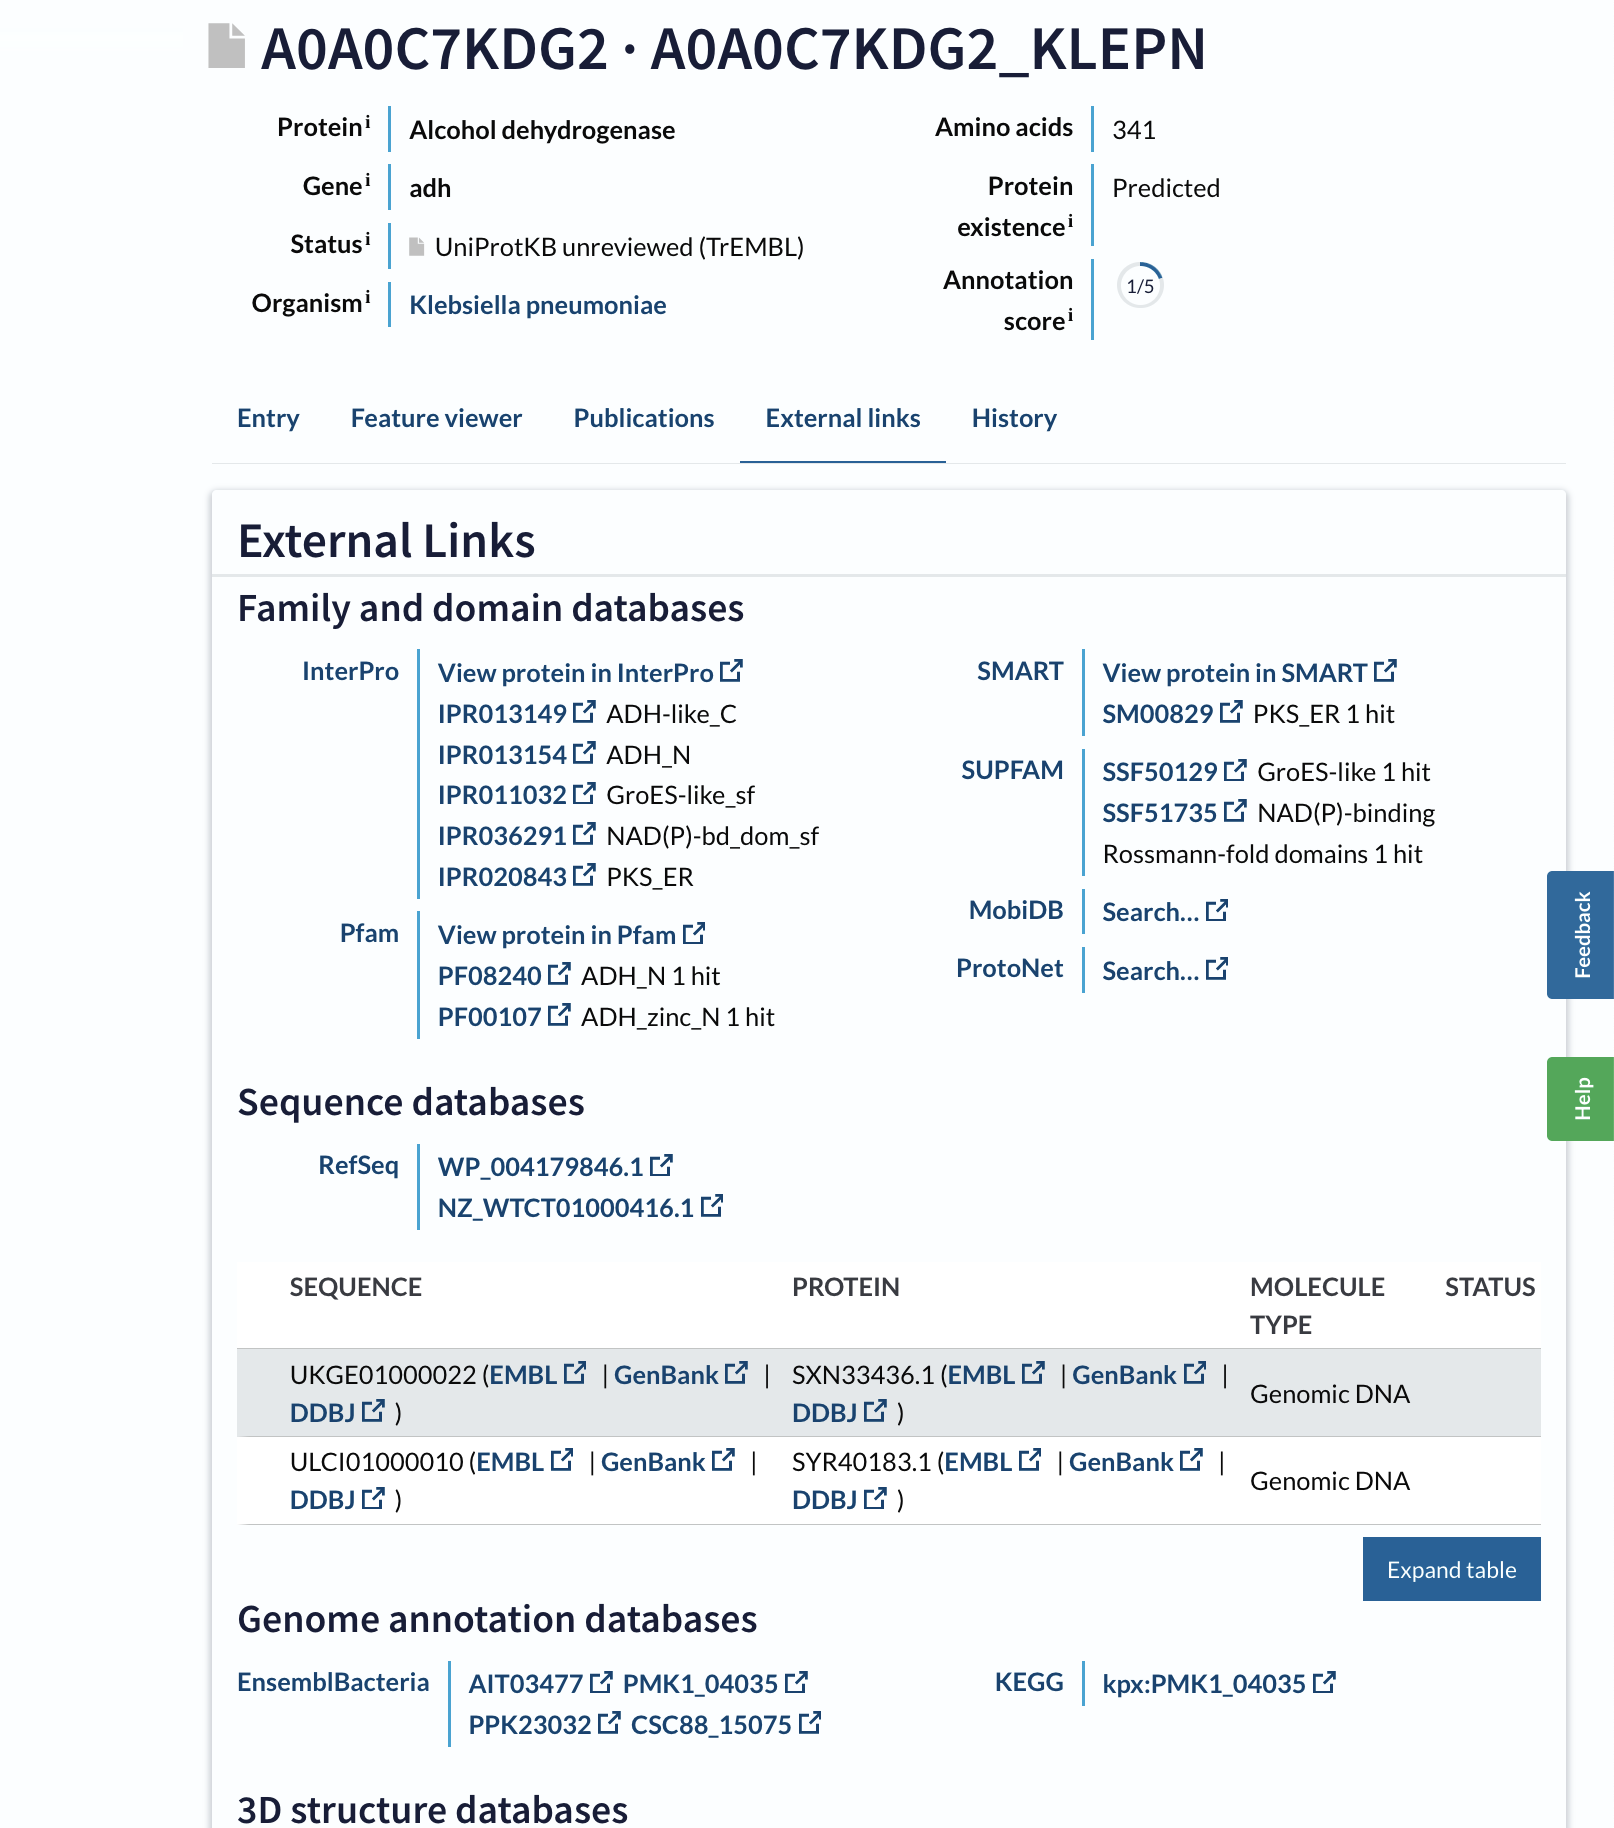 A0A0C7KDG2 · A0A0C7KDG2_KLEPN
Protein i Alcohol dehydrogenase
Gene i adh
Status i UniProtKB unreviewed (TrEMBL)
Organism i Klebsiella pneumoniae
Amino acids 341
Protein Predicted
existence i
Annotation 1/5
score i
Entry Feature viewer Publications External links History
External Links
Family and domain databases
InterPro View protein in InterPro
IPR013149 ADH-like_C
IPR013154 ADH_N
IPR011032 GroES-like_sf
IPR036291 NAD(P)-bd_dom_sf
IPR020843 PKS_ER
Pfam View protein in Pfam
PF08240 ADH_N 1 hit
PF00107 ADH_zinc_N 1 hit
SMART View protein in SMART
SM00829 PKS_ER 1 hit
SUPFAM SSF50129 GroES-like 1 hit
SSF51735 NAD(P)-binding
Rossmann-fold domains 1 hit
MobiDB Search...
ProtoNet Search...
Feedback
Help
Sequence databases
RefSeq WP_004179846.1
NZ_WTCT01000416.1
SEQUENCE PROTEIN MOLECULE STATUS
TYPE
UKGE01000022 (EMBL | GenBank | SXN33436.1 (EMBL | GenBank | Genomic DNA
DDBJ ) DDBJ )
ULCI01000010 (EMBL | GenBank | SYR40183.1 (EMBL | GenBank | Genomic DNA
DDBJ ) DDBJ )
Expand table
Genome annotation databases
EnsemblBacteria AIT03477 PMK1_04035
PPK23032 CSC88_15075
KEGG kpx:PMK1_04035
3D structure databases